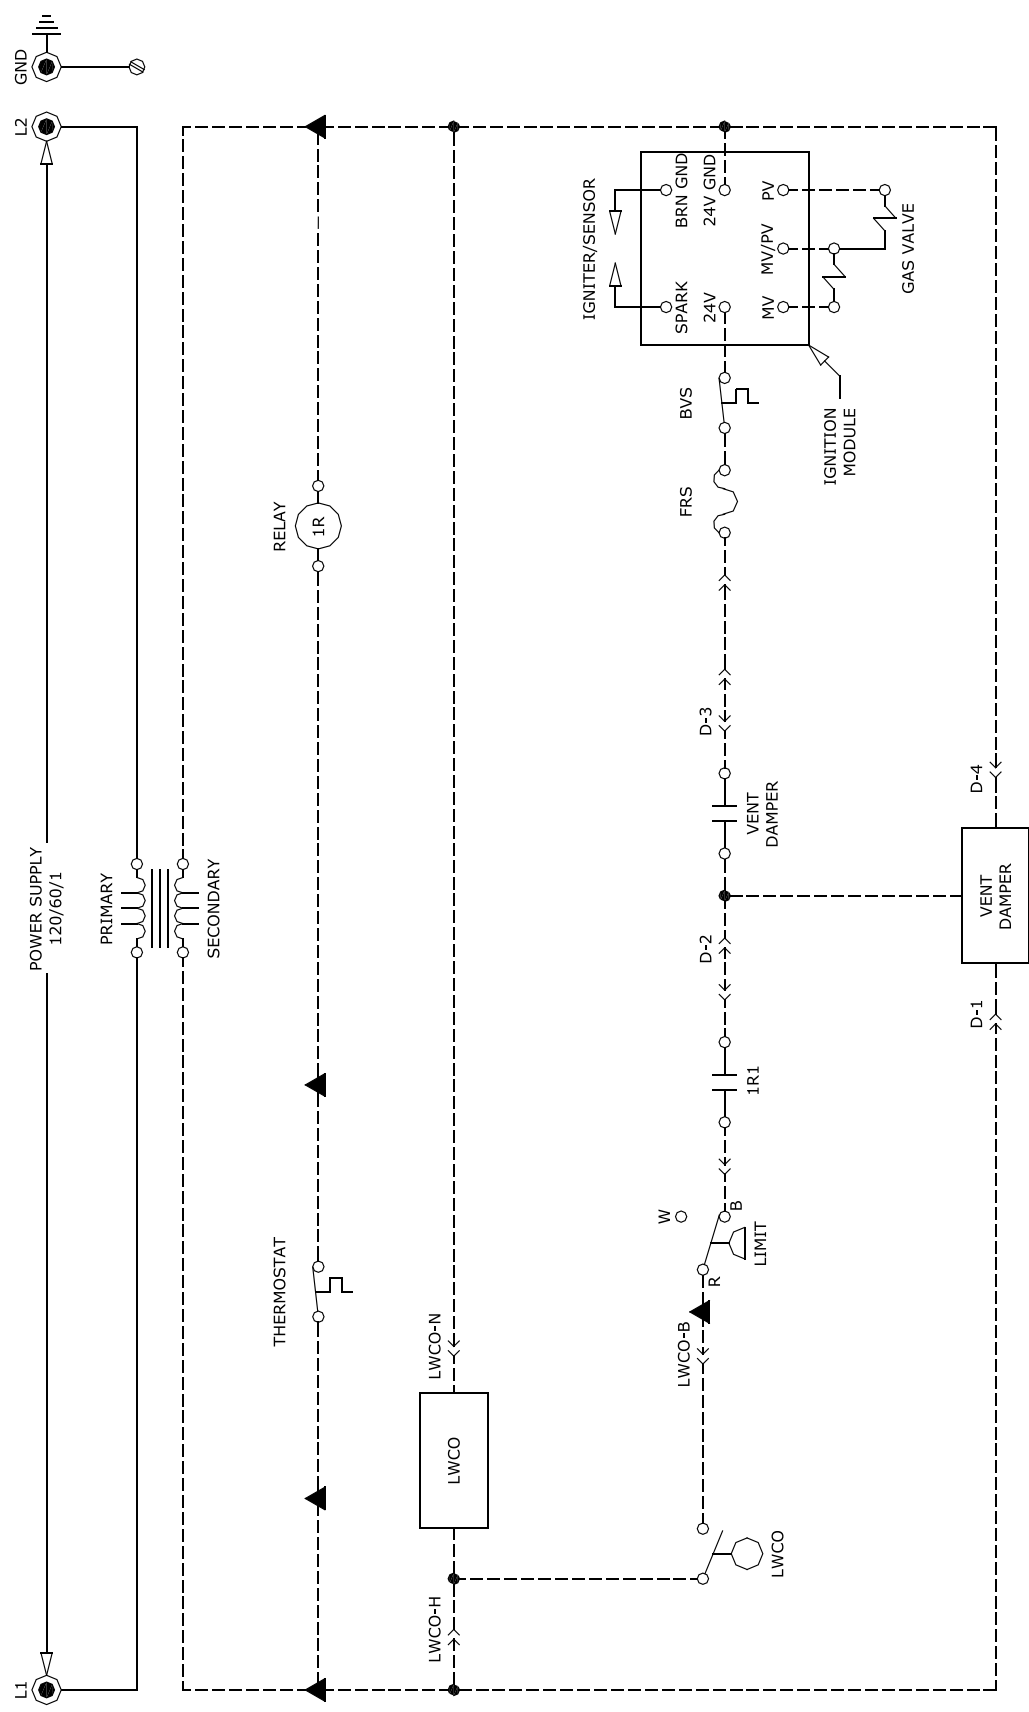 L1
POWER SUPPLY
120/60/1
L2
GND
PRIMARY
SECONDARY
THERMOSTAT
RELAY
1R
LWCO-H
LWCO
LWCO-N
LWCO
LWCO-B
R
LIMIT
W
B
1R1
D-2
VENT
DAMPER
D-3
FRS
BVS
IGNITER/SENSOR
SPARK
BRN GND
24V
24V GND
MV
MV/PV
PV
GAS VALVE
IGNITION
MODULE
D-1
VENT
DAMPER
D-4